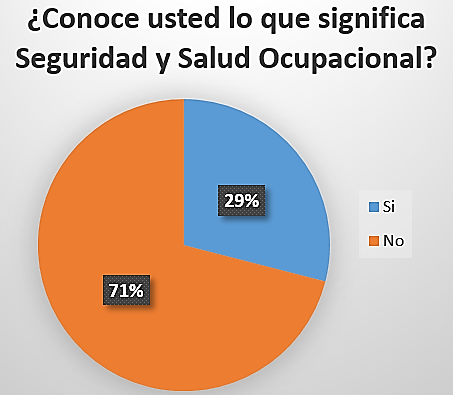 ¿Conoce usted lo que significa
Seguridad y Salud Ocupacional?
29%
Si
No
71%